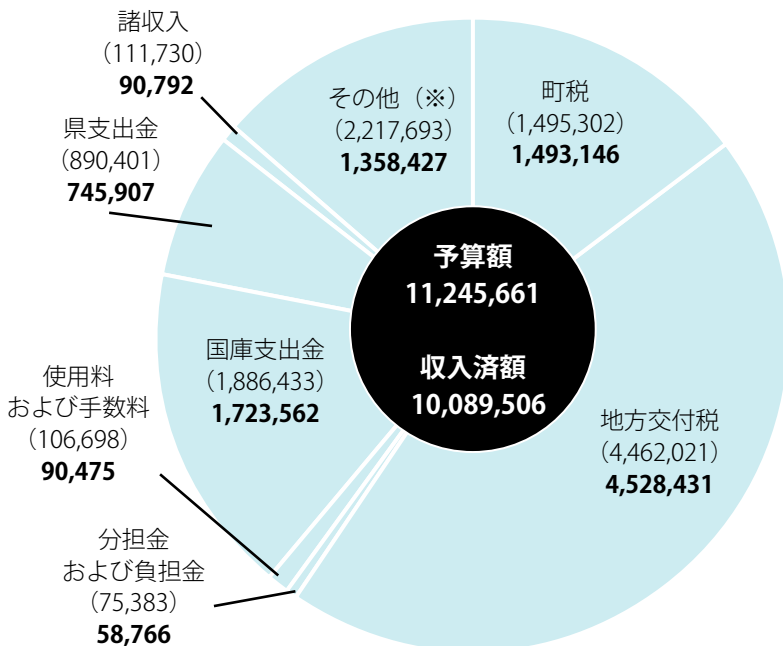 諸収入
（111,730）
90,792
県支出金
（890,401）
745,907
その他（※）
（2,217,693）
1,358,427
町税
（1,495,302）
1,493,146
予算額
11,245,661
収入済額
10,089,506
国庫支出金
（1,886,433）
1,723,562
地方交付税
（4,462,021）
4,528,431
使用料
および手数料
（106,698）
90,475
分担金
および負担金
（75,383）
58,766